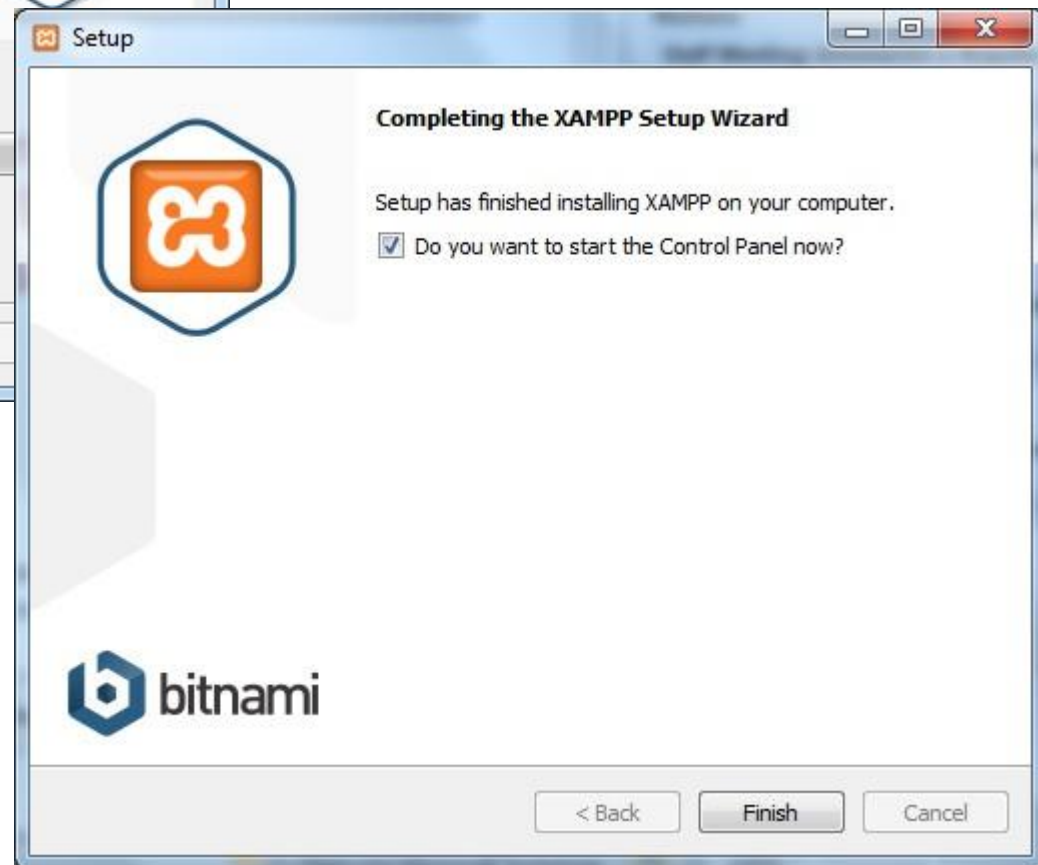 Setup
Completing the XAMPP Setup Wizard
Setup has finished installing XAMPP on your computer.
Do you want to start the Control Panel now?
bitnami
< Back
Finish
Cancel